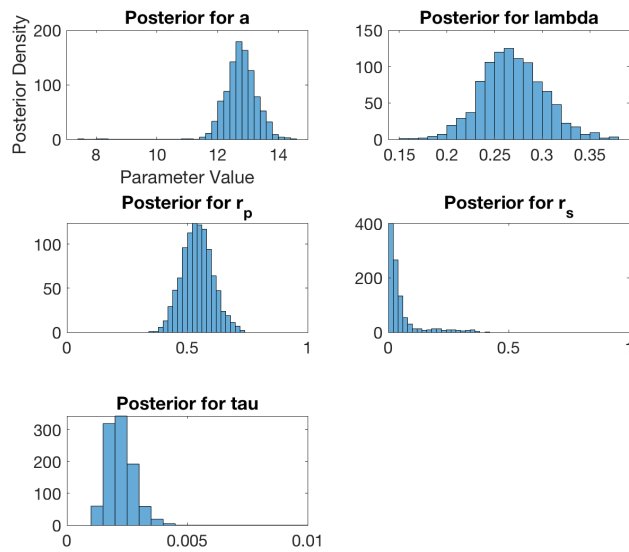 Posterior for a
200
100
0
8 10 12 14
Posterior Density
Parameter Value
Posterior for lambda
150
100
50
0
0.15 0.2 0.25 0.3 0.35
Posterior for r_p
100
50
0
0 0.5 1
Posterior for r_s
400
200
0
0 0.5
Posterior for tau
300
200
100
0
0 0.005 0.01